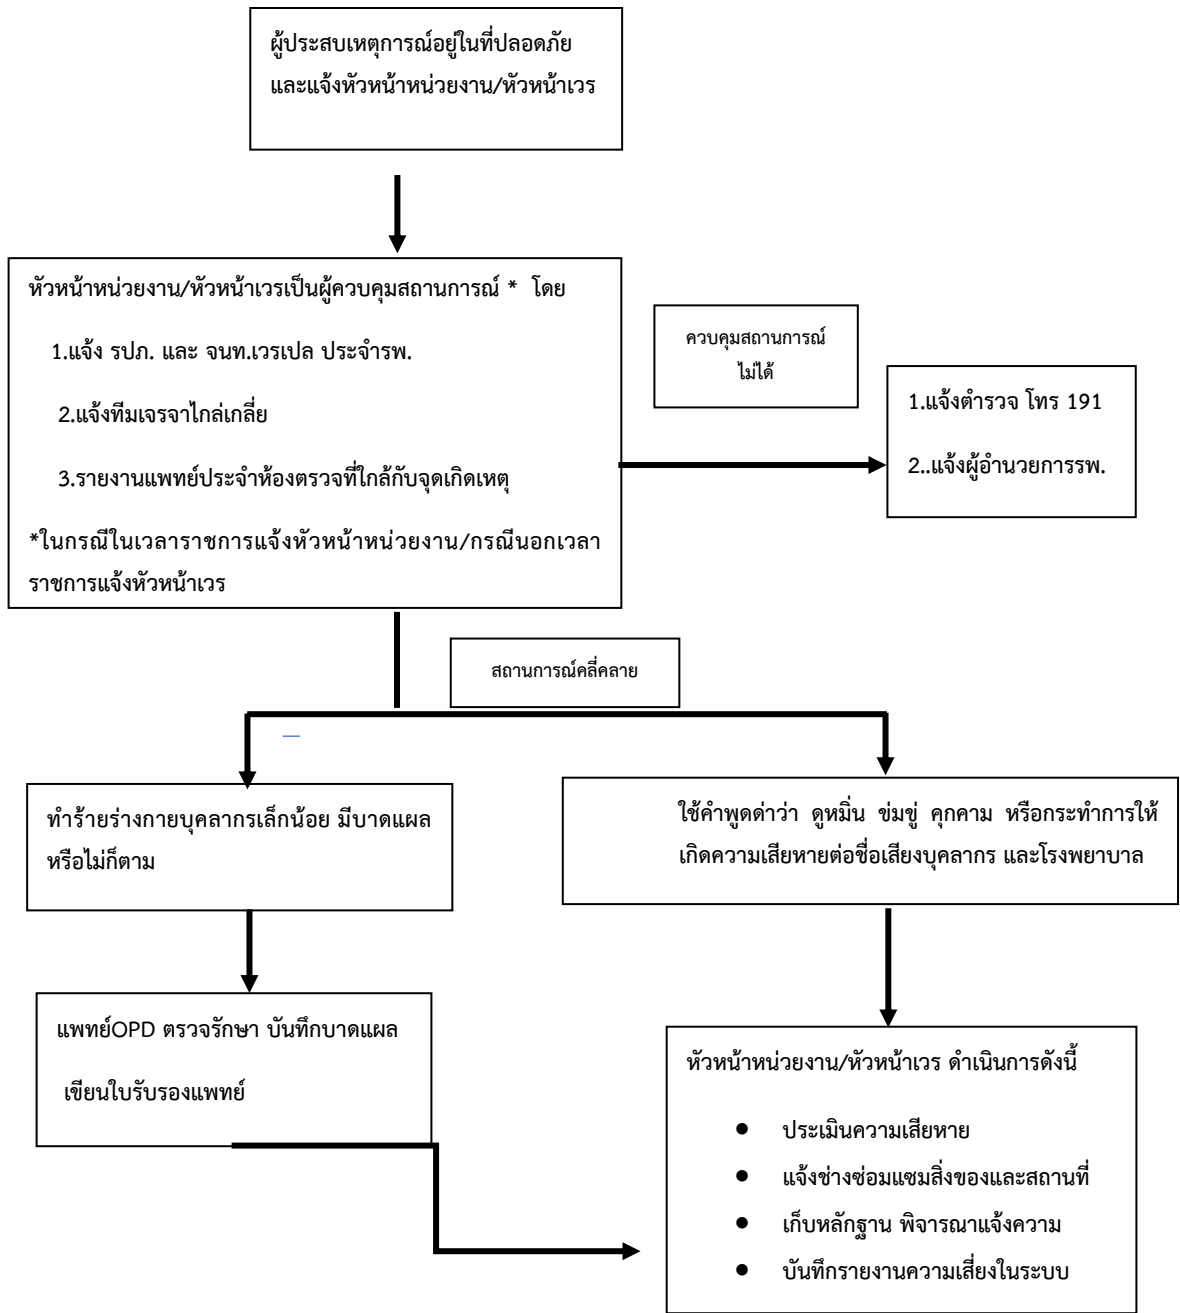 ผู้ประสบเหตุการณ์อยู่ในที่ปลอดภัย
และแจ้งหัวหน้าหน่วยงาน/หัวหน้าเวร
หัวหน้าหน่วยงาน/หัวหน้าเวรเป็นผู้ควบคุมสถานการณ์ * โดย
1.แจ้ง รปภ. และ จนท.เวรเปล ประจำรพ.
2.แจ้งทีมเจรจาไกล่เกลี่ย
3.รายงานแพทย์ประจำห้องตรวจที่ใกล้กับจุดเกิดเหตุ
*ในกรณีในเวลาราชการแจ้งหัวหน้าหน่วยงาน/กรณีนอกเวลา
ราชการแจ้งหัวหน้าเวร
ควบคุมสถานการณ์
ไม่ได้
1.แจ้งตำรวจ โทร 191
2..แจ้งผู้อำนวยการรพ.
สถานการณ์คลี่คลาย
ทำร้ายร่างกายบุคลากรเล็กน้อย มีบาดแผล
หรือไม่ก็ตาม
ใช้คำพูดด่าว่า ดูหมิ่น ข่มขู่ คุกคาม หรือกระทำการให้
เกิดความเสียหายต่อชื่อเสียงบุคลากร และโรงพยาบาล
แพทย์OPD ตรวจรักษา บันทึกบาดแผล
เขียนใบรับรองแพทย์
หัวหน้าหน่วยงาน/หัวหน้าเวร ดำเนินการดังนี้
● ประเมินความเสียหาย
● แจ้งช่างซ่อมแซมสิ่งของและสถานที่
● เก็บหลักฐาน พิจารณาแจ้งความ
● บันทึกรายงานความเสี่ยงในระบบ